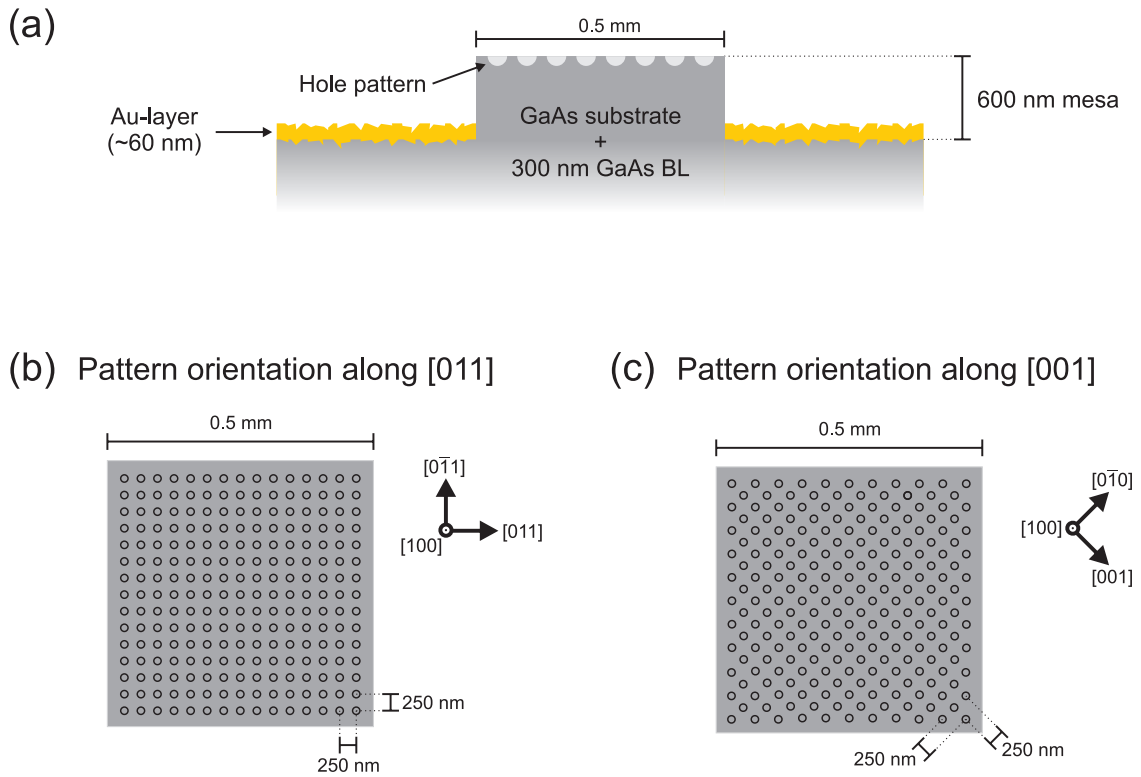 (a)
0.5 mm
Hole pattern
600 nm mesa
Au-layer
(~60 nm)
GaAs substrate
+
300 nm GaAs BL
(b) Pattern orientation along [011]
0.5 mm
[01̅1]
[100]
[011]
250 nm
250 nm
(c) Pattern orientation along [001]
0.5 mm
[01̅0]
[100]
[001]
250 nm
250 nm